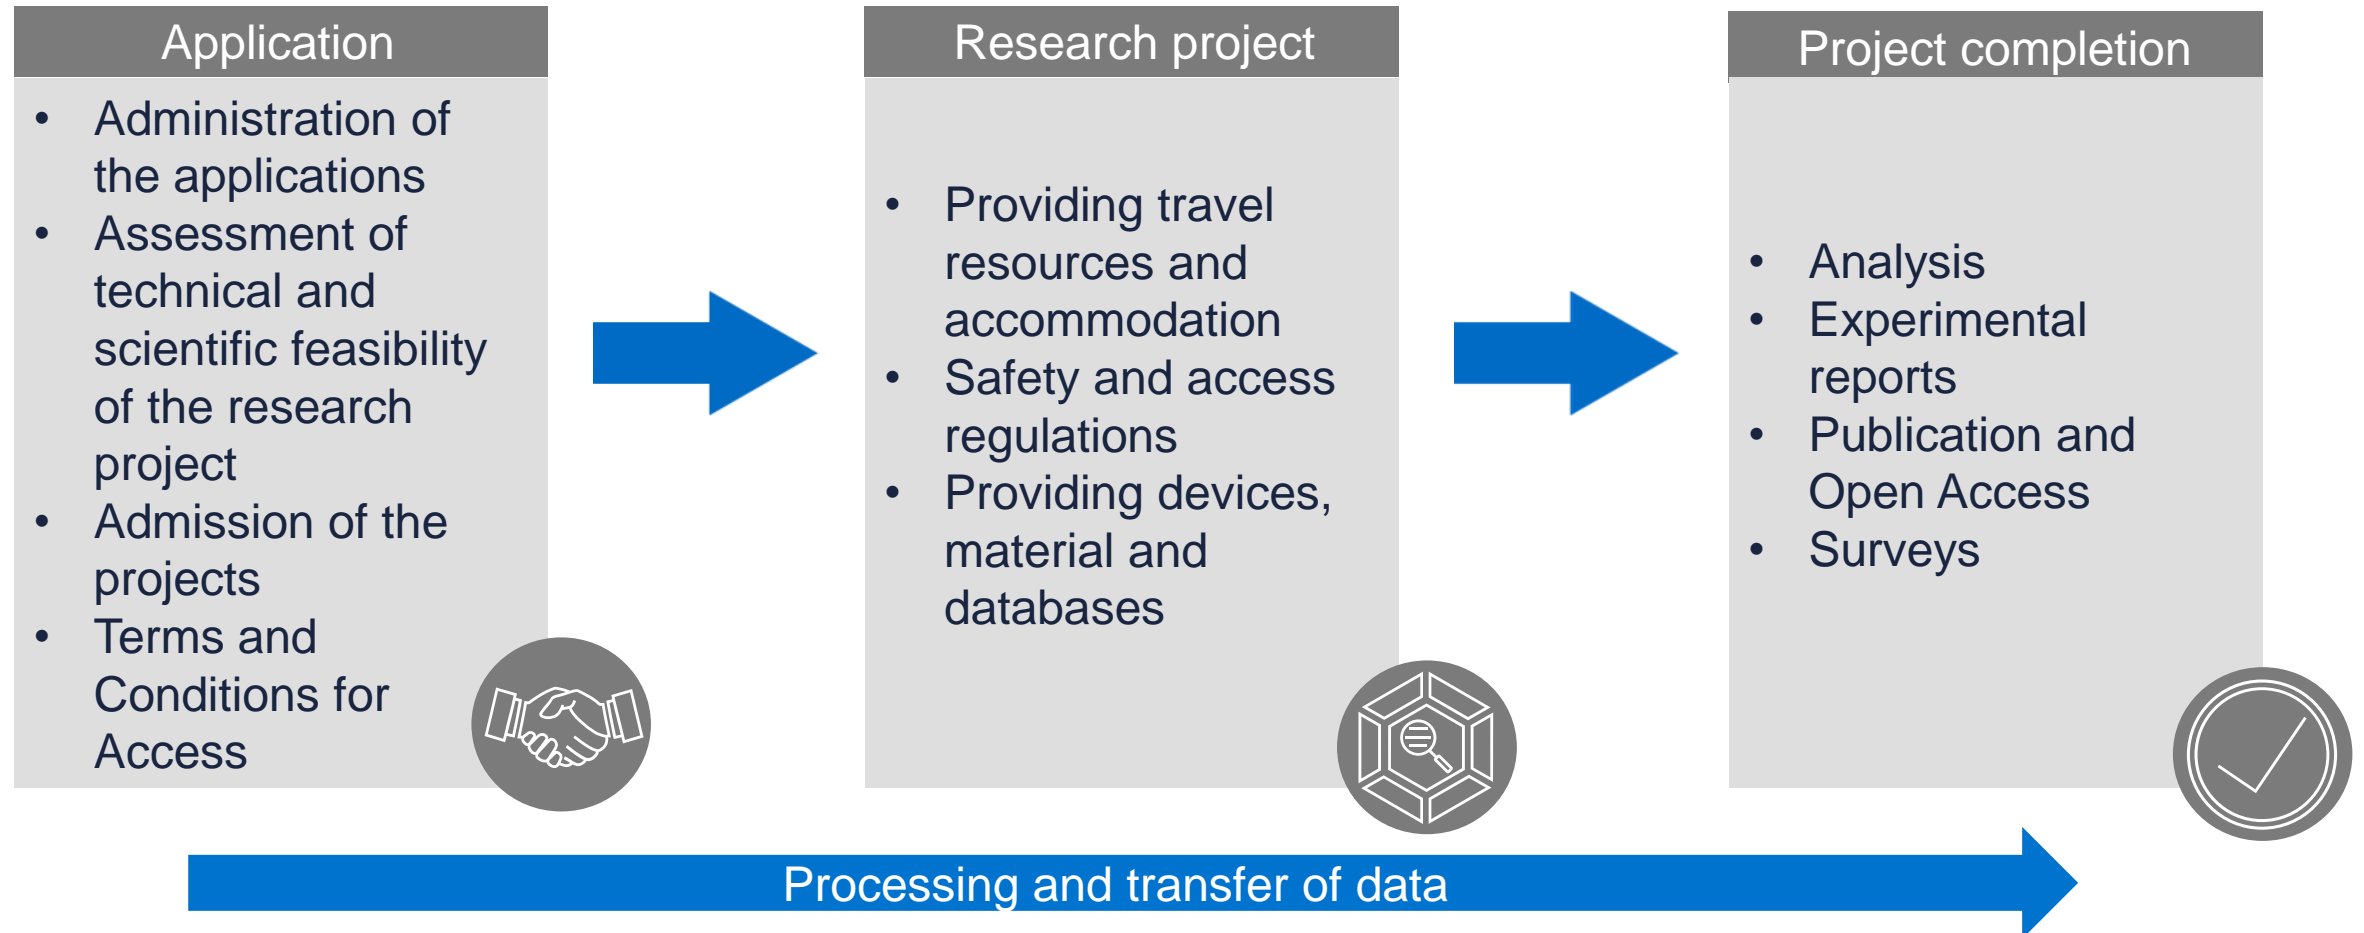 Application
• Administration of
the applications
• Assessment of
technical and
scientific feasibility
of the research
project
• Admission of the
projects
• Terms and
Conditions for
Access
Research project
• Providing travel
resources and
accommodation
• Safety and access
regulations
• Providing devices,
material and
databases
Project completion
• Analysis
• Experimental
reports
• Publication and
Open Access
• Surveys
Processing and transfer of data